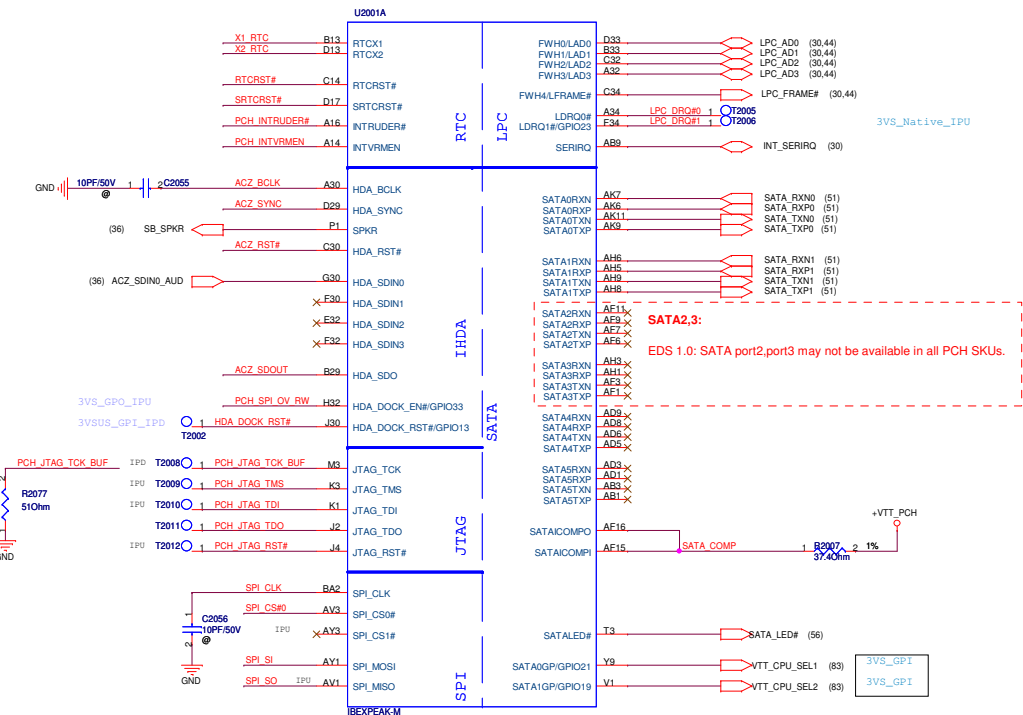 U2001A
X1_RTC B13 RTCX1
X2_RTC D13 RTCX2
RTCRST# C14 RTCRST#
SRTCRST# D17 SRTCRST#
PCH_INTRUDER# A16 INTRUDER#
PCH_INTVRMEN A14 INTVRMEN
RTC
LPC
FWH0/LAD0 D33 LPC_AD0 (30,44)
FWH1/LAD1 B33 LPC_AD1 (30,44)
FWH2/LAD2 C32 LPC_AD2 (30,44)
FWH3/LAD3 A32 LPC_AD3 (30,44)
FWH4/LFRAME# C34 LPC_FRAME# (30,44)
LDRQ0# A34 LPC_DRQ#0 1 T2005
LDRQ1#/GPIO23 F34 LPC_DRQ#1 1 T2006
3VS_Native_IPU
SERIRQ AB9 INT_SERIRQ (30)
GND 10PF/50V 1 2 C2055 ACZ_BCLK A30 HDA_BCLK
@
ACZ_SYNC D29 HDA_SYNC
(36) SB_SPKR P1 SPKR
ACZ_RST# C30 HDA_RST#
(36) ACZ_SDIN0_AUD G30 HDA_SDIN0
F30 HDA_SDIN1
E32 HDA_SDIN2
F32 HDA_SDIN3
ACZ_SDOUT B29 HDA_SDO
3VS_GPO_IPU PCH_SPI_OV_RW H32 HDA_DOCK_EN#/GPIO33
3VSUS_GPI_IPD T2002 1 HDA_DOCK_RST# J30 HDA_DOCK_RST#/GPIO13
IHDA
SATA
SATA0RXN AK7 SATA_RXN0 (51)
SATA0RXP AK6 SATA_RXP0 (51)
SATA0TXN AK11 SATA_TXN0 (51)
SATA0TXP AK9 SATA_TXP0 (51)
SATA1RXN AH6 SATA_RXN1 (51)
SATA1RXP AH5 SATA_RXP1 (51)
SATA1TXN AH9 SATA_TXN1 (51)
SATA1TXP AH8 SATA_TXP1 (51)
SATA2RXN AF11
SATA2RXP AF9
SATA2TXN AF7
SATA2TXP AF6
SATA2,3:
EDS 1.0: SATA port2,port3 may not be available in all PCH SKUs.
SATA3RXN AH3
SATA3RXP AH1
SATA3TXN AF3
SATA3TXP AF1
SATA4RXN AD9
SATA4RXP AD8
SATA4TXN AD6
SATA4TXP AD5
SATA5RXN AD3
SATA5RXP AD1
SATA5TXN AB3
SATA5TXP AB1
PCH_JTAG_TCK_BUF IPD T2008 1 PCH_JTAG_TCK_BUF M3 JTAG_TCK
IPU T2009 1 PCH_JTAG_TMS K3 JTAG_TMS
IPU T2010 1 PCH_JTAG_TDI K1 JTAG_TDI
T2011 1 PCH_JTAG_TDO J2 JTAG_TDO
IPU T2012 1 PCH_JTAG_RST# J4 JTAG_RST#
2
R2077
51Ohm
1
GND
JTAG
SATAICOMPO AF16
SATAICOMPI AF15 SATA_COMP 1 R2007 2 1%
37.4Ohm
+VTT_PCH
SPI_CLK BA2 SPI_CLK
SPI_CS#0 AV3 SPI_CS0#
IPU AY3 SPI_CS1#
SPI_SI AY1 SPI_MOSI
SPI_SO IPU AV1 SPI_MISO
1
C2056
10PF/50V
@
2
GND
SPI
SATALED# T3 SATA_LED# (56)
SATA0GP/GPIO21 Y9 VTT_CPU_SEL1 (83) 3VS_GPI
SATA1GP/GPIO19 V1 VTT_CPU_SEL2 (83) 3VS_GPI
IBEXPEAK-M